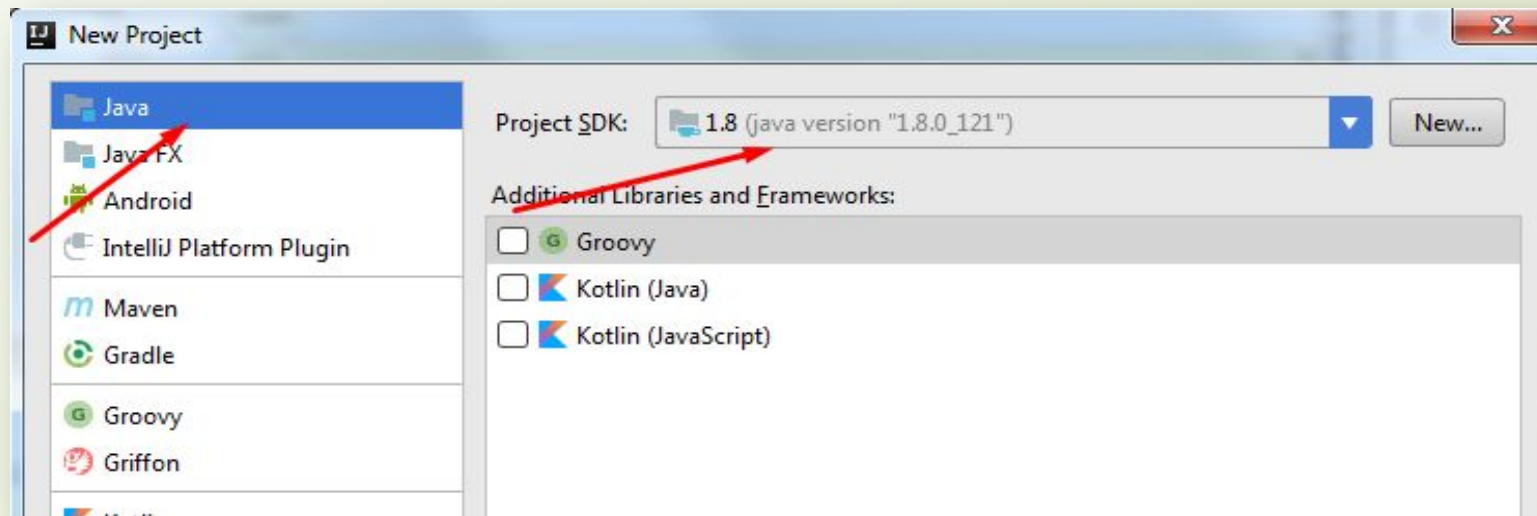 New Project
Java
Java FX
Android
IntelliJ Platform Plugin
Maven
Gradle
Groovy
Griffon
Project SDK: 1.8 (java version "1.8.0_121") New...
Additional Libraries and Frameworks:
Groovy
Kotlin (Java)
Kotlin (JavaScript)